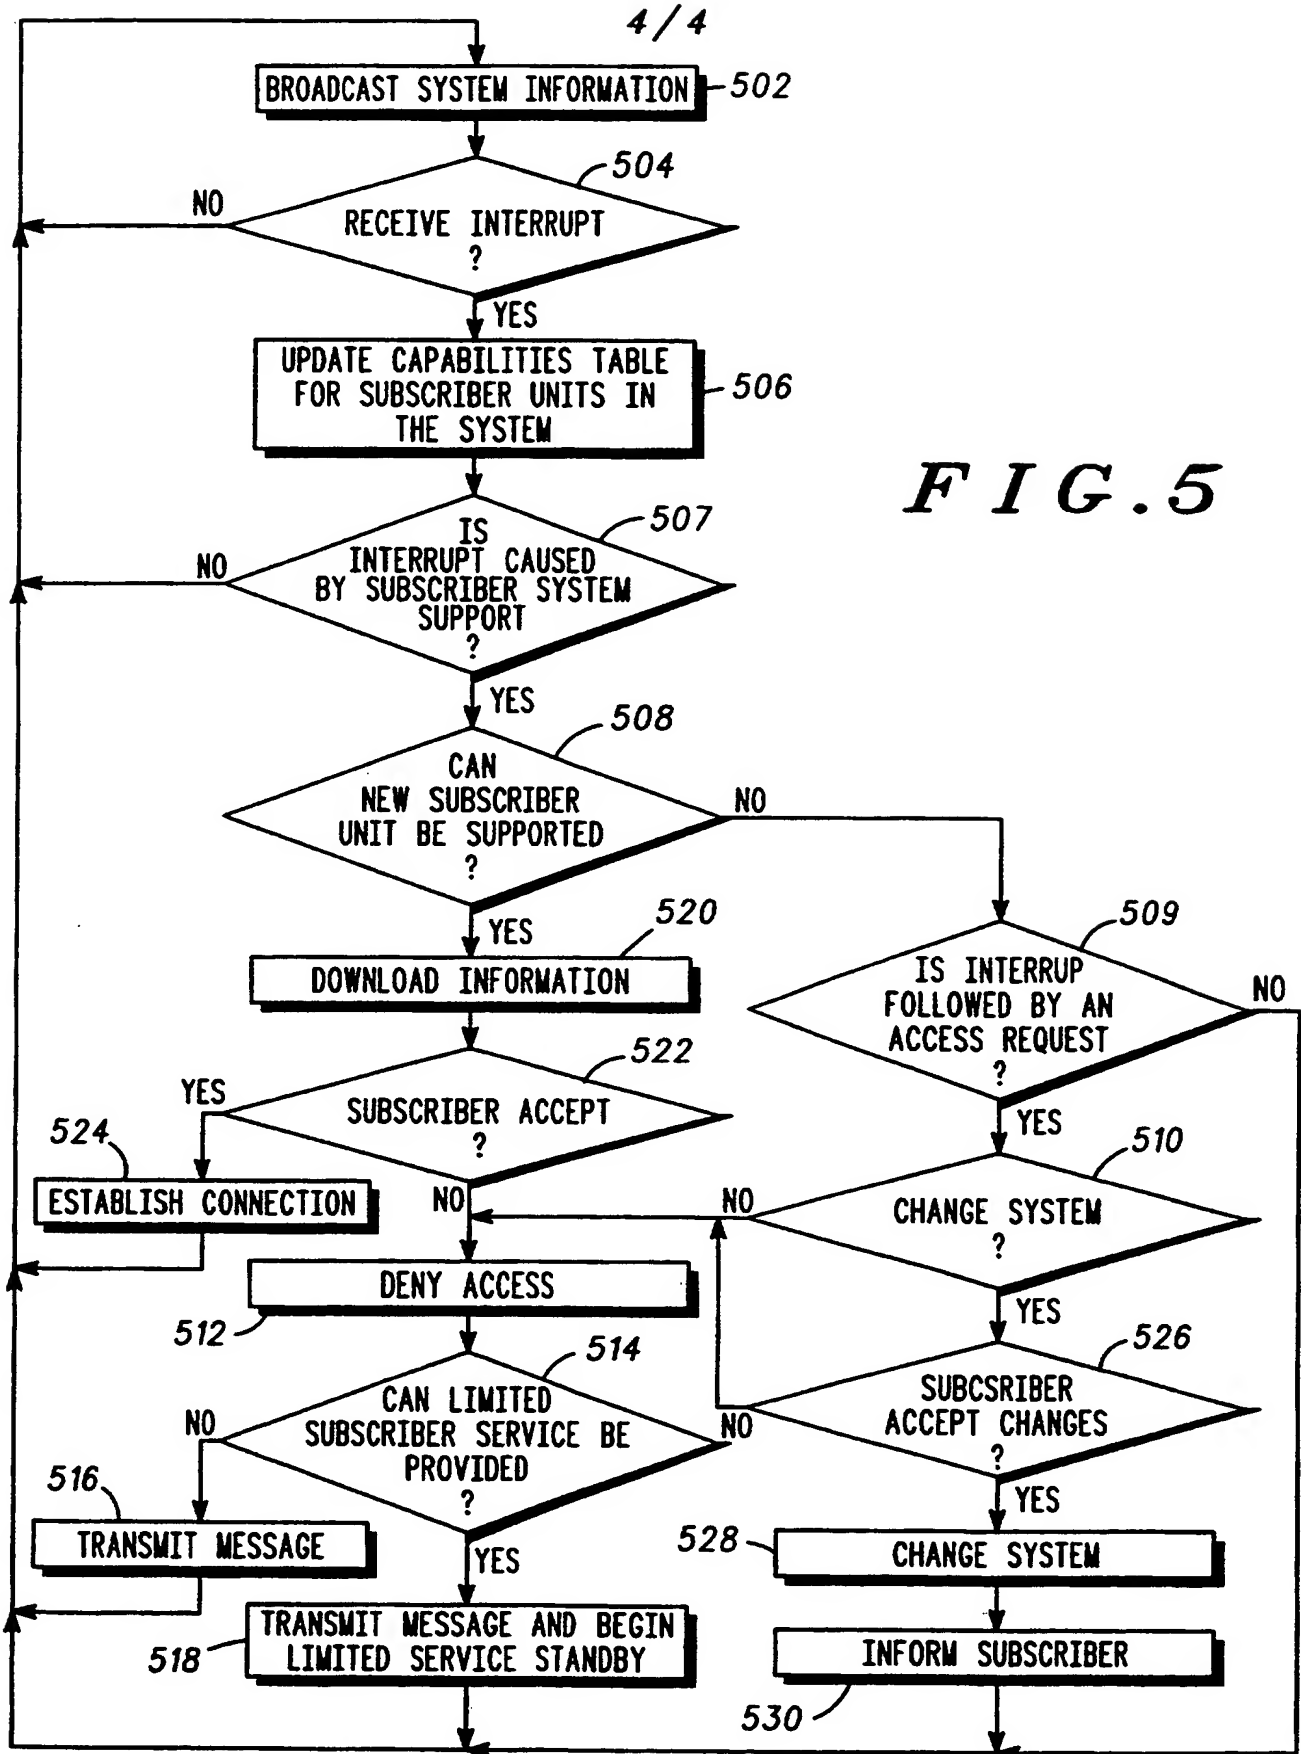 4/4
BROADCAST SYSTEM INFORMATION
502
504
NO
RECEIVE INTERRUPT
?
YES
UPDATE CAPABILITIES TABLE
FOR SUBSCRIBER UNITS IN
THE SYSTEM
506
FIG.5
507
NO
IS
INTERRUPT CAUSED
BY SUBSCRIBER SYSTEM
SUPPORT
?
YES
508
CAN
NEW SUBSCRIBER
UNIT BE SUPPORTED
?
NO
YES
520
DOWNLOAD INFORMATION
509
IS INTERRUP
FOLLOWED BY AN
ACCESS REQUEST
?
NO
YES
522
YES
SUBSCRIBER ACCEPT
?
NO
524
ESTABLISH CONNECTION
510
NO
CHANGE SYSTEM
?
YES
DENY ACCESS
512
514
NO
CAN LIMITED
SUBSCRIBER SERVICE BE
PROVIDED
?
YES
526
SUBCSRIBER
ACCEPT CHANGES
?
NO
YES
516
TRANSMIT MESSAGE
528
CHANGE SYSTEM
TRANSMIT MESSAGE AND BEGIN
LIMITED SERVICE STANDBY
518
INFORM SUBSCRIBER
530